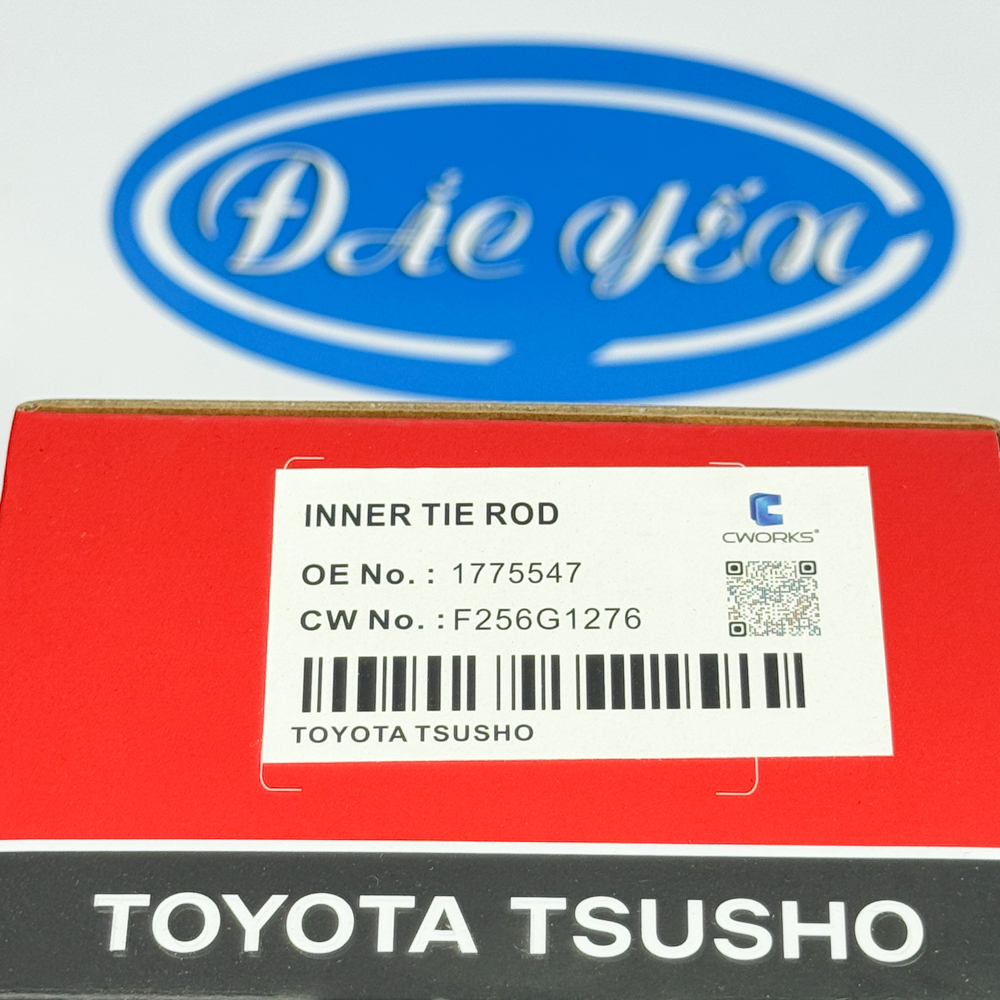 Đắc Yến
INNER TIE ROD
CWORKS®
OE No. : 1775547
CW No. : F256G1276
TOYOTA TSUSHO
TOYOTA TSUSHO